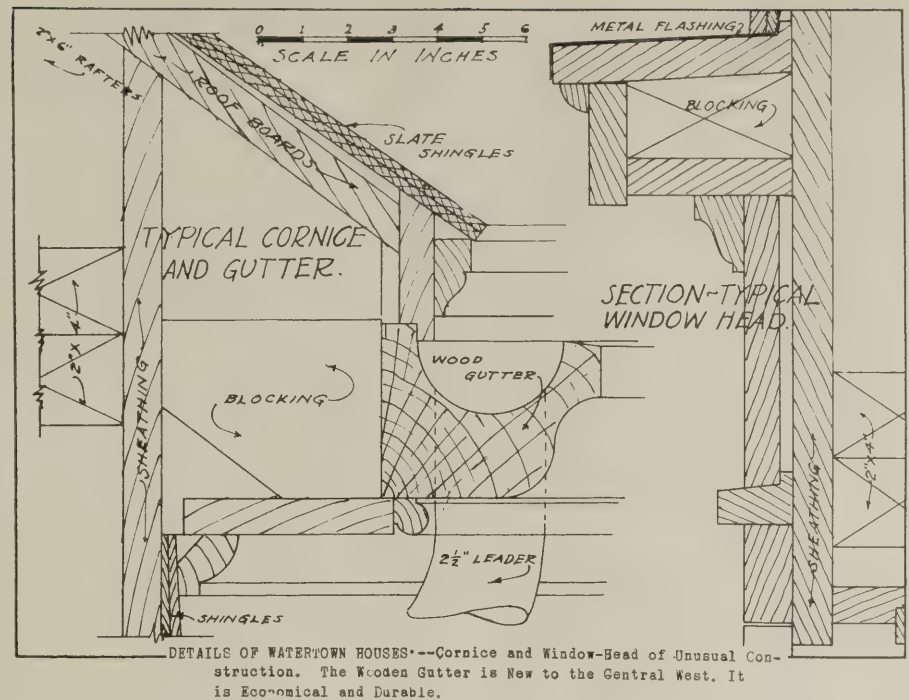 0 1 2 3 4 5 6
SCALE IN INCHES
METAL FLASHING?
2"x6" RAFTERS
ROOF BOARDS
SLATE
SHINGLES
BLOCKING
TYPICAL CORNICE
AND GUTTER.
SECTION~TYPICAL
WINDOW HEAD.
2"x4"
SHEATHING
BLOCKING
WOOD
GUTTER
SHEATHING
2"x4"
2½" LEADER
SHINGLES
DETAILS OF WATERTOWN HOUSES.--Cornice and Window-Head of Unusual Con-
struction. The Wooden Gutter is New to the Central West. It
is Economical and Durable.